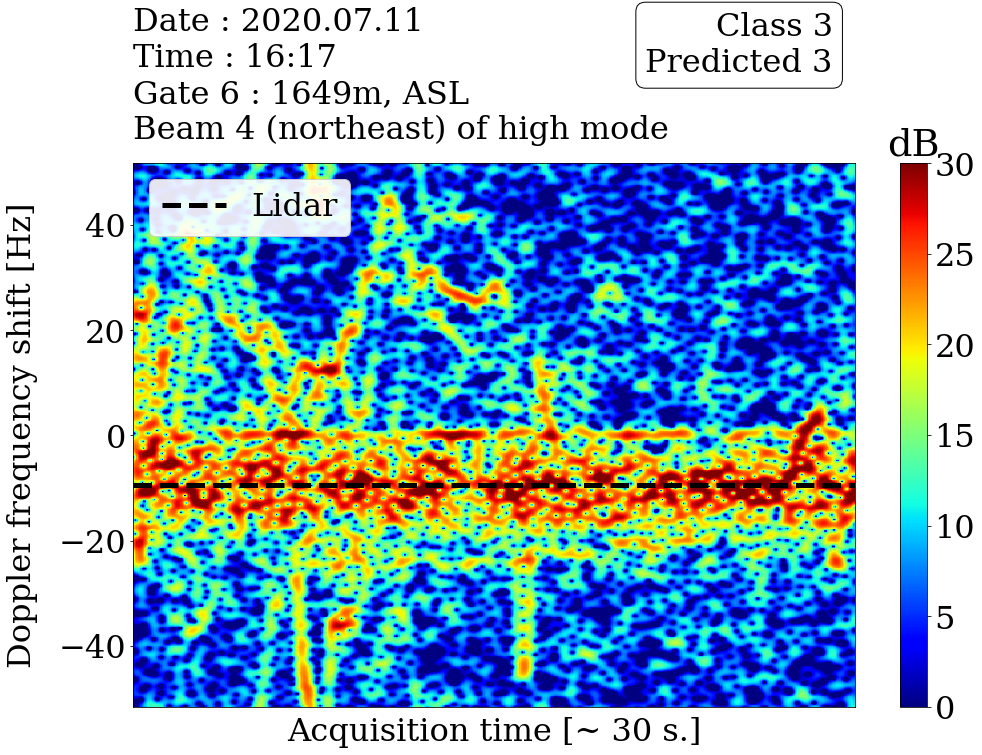 Date : 2020.07.11
Time : 16:17
Gate 6 : 1649m, ASL
Beam 4 (northeast) of high mode
Class 3
Predicted 3
dB
Lidar
Doppler frequency shift [Hz]
40
20
0
−20
−40
30
25
20
15
10
5
0
Acquisition time [~ 30 s.]